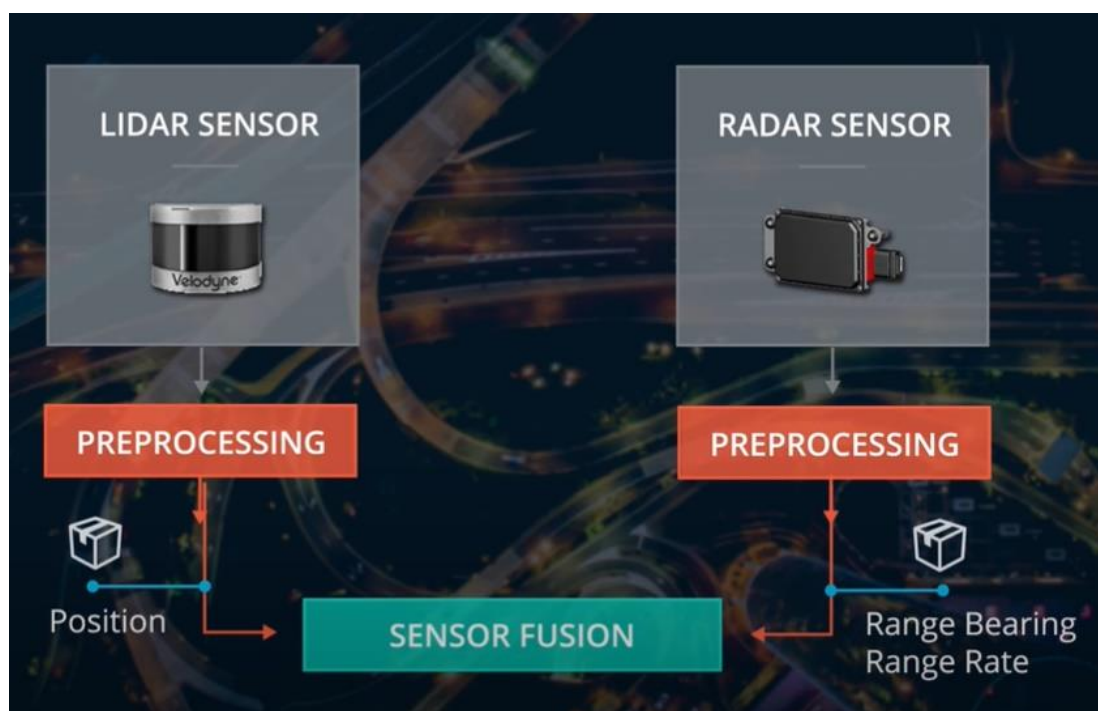 LIDAR SENSOR
Velodyne
PREPROCESSING
Position
RADAR SENSOR
PREPROCESSING
Range Bearing
Range Rate
SENSOR FUSION